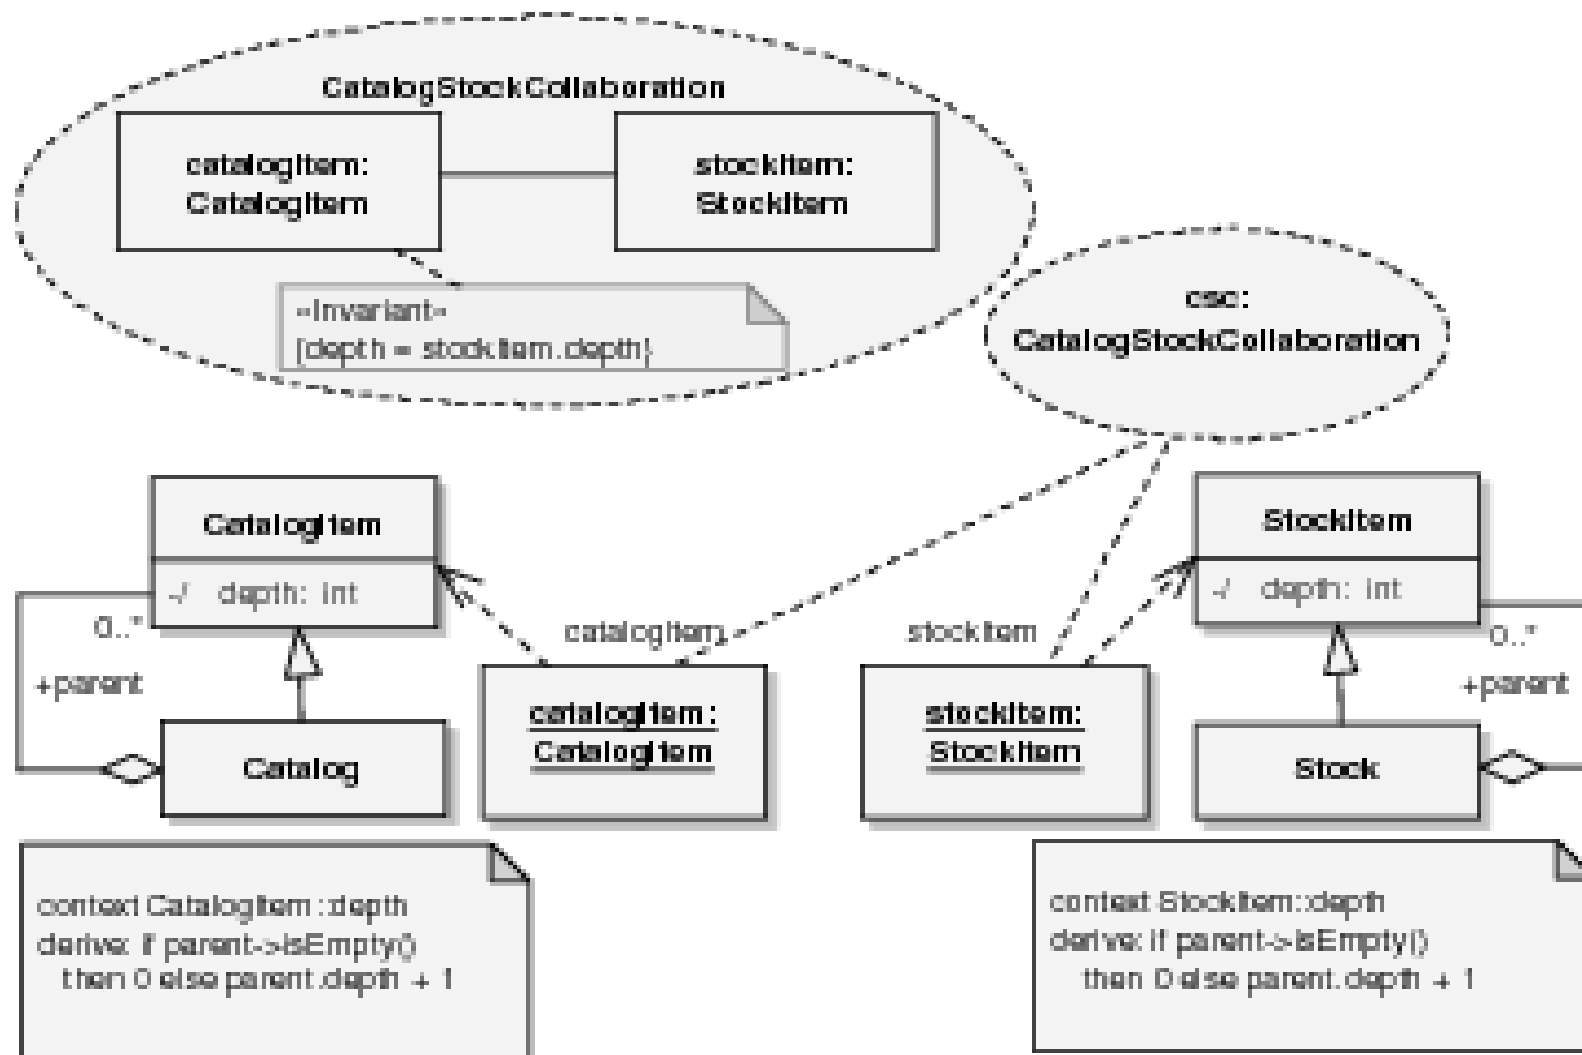 CatalogStockCollaboration
catalogItem:
CatalogItem
stockItem:
StockItem
«Invariant»
{depth = stockItem.depth}
csc:
CatalogStockCollaboration
CatalogItem
-/ depth: int
0..*
+parent
Catalog
catalogItem
catalogItem:
CatalogItem
stockItem
stockItem:
StockItem
StockItem
-/ depth: int
0..*
+parent
Stock
context CatalogItem::depth
derive: if parent->isEmpty()
then 0 else parent.depth + 1
context StockItem::depth
derive: if parent->isEmpty()
then 0 else parent.depth + 1